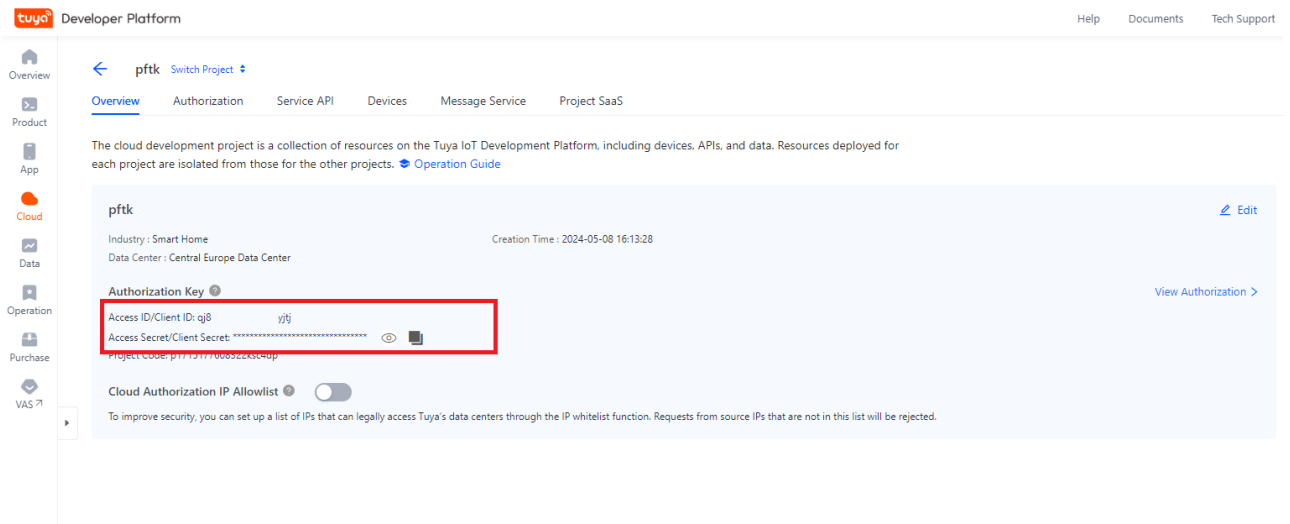 tuya Developer Platform
Help Documents Tech Support
Overview
Product
App
Cloud
Data
Operation
Purchase
VAS
pftk Switch Project
Overview Authorization Service API Devices Message Service Project SaaS
The cloud development project is a collection of resources on the Tuya IoT Development Platform, including devices, APIs, and data. Resources deployed for
each project are isolated from those for the other projects. Operation Guide
pftk
Edit
Industry : Smart Home Creation Time : 2024-05-08 16:13:28
Data Center : Central Europe Data Center
Authorization Key
View Authorization >
Access ID/Client ID: qj8 yjtj
Access Secret/Client Secret: ********************************
Project Code:
Cloud Authorization IP Allowlist
To improve security, you can set up a list of IPs that can legally access Tuya's data centers through the IP whitelist function. Requests from source IPs that are not in this list will be rejected.